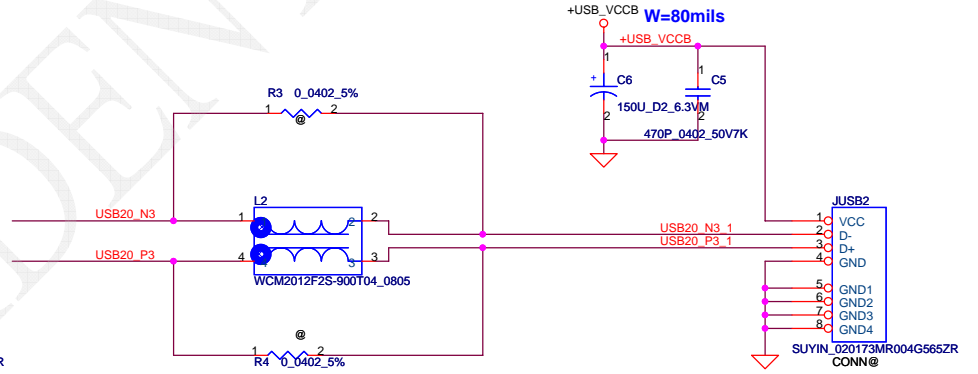 +USB_VCCB W=80mils
+USB_VCCB
1 C6
+
150U_D2_6.3VM
2
1 C5
2
470P_0402_50V7K
R3 0_0402_5%
1 2
@
L2
USB20_N3 1 2 2
USB20_P3 4 3 3
WCM2012F2S-900T04_0805
@
1 2
R4 0_0402_5%
USB20_N3_1
USB20_P3_1
JUSB2
1 VCC
2 D-
3 D+
4 GND
5 GND1
6 GND2
7 GND3
8 GND4
SUYIN_020173MR004G565ZR
CONN@
R